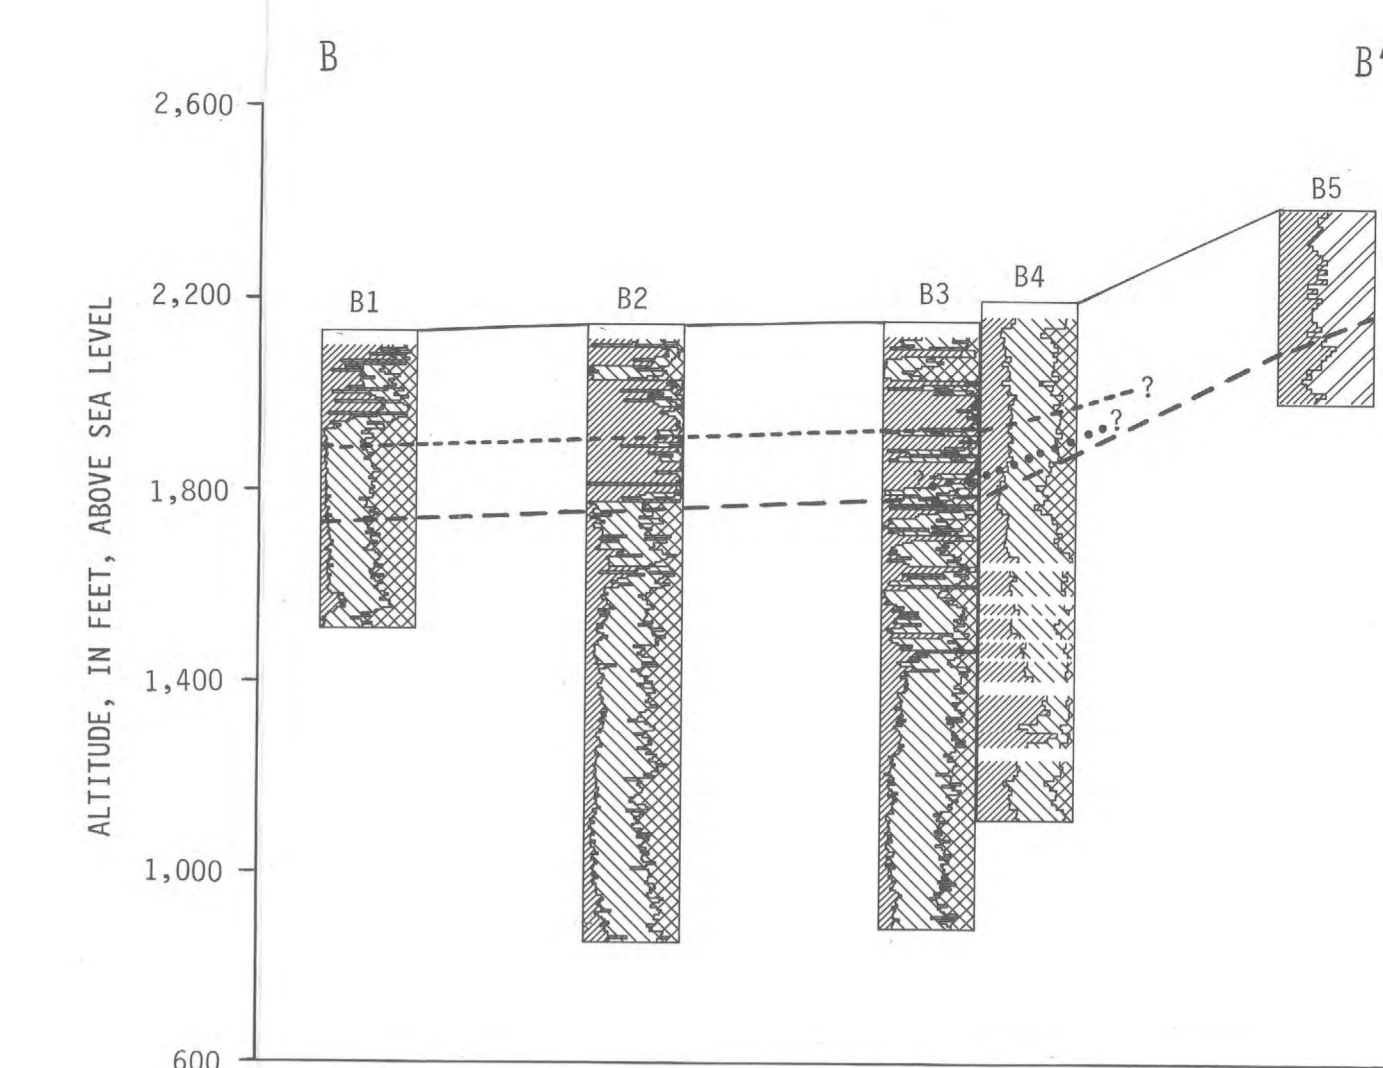 B B'
2,600
B5
B4
2,200
B1 B2 B3
?
?
1,800
?
ALTITUDE, IN FEET, ABOVE SEA LEVEL
1,400
1,000
600